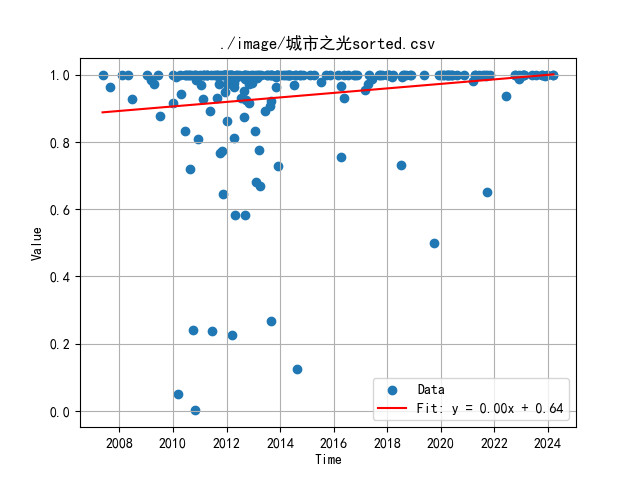 ./image/城市之光sorted.csv
Value
1.0
0.8
0.6
0.4
0.2
0.0
Data
Fit: y = 0.00x + 0.64
2008 2010 2012 2014 2016 2018 2020 2022 2024
Time